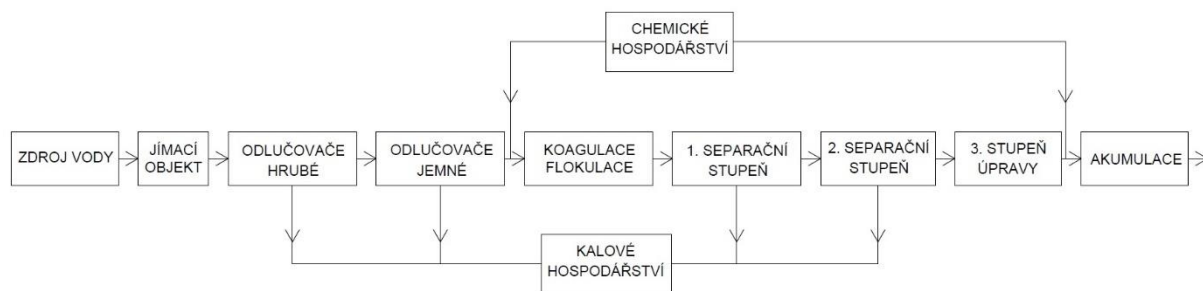 CHEMICKÉ
HOSPODÁŘSTVÍ
ZDROJ VODY
JÍMACÍ
OBJEKT
ODLUČOVAČE
HRUBÉ
ODLUČOVAČE
JEMNÉ
KOAGULACE
FLOKULACE
1. SEPARAČNÍ
STUPEŇ
2. SEPARAČNÍ
STUPEŇ
3. STUPEŇ
ÚPRAVY
AKUMULACE
KALOVÉ
HOSPODÁŘSTVÍ